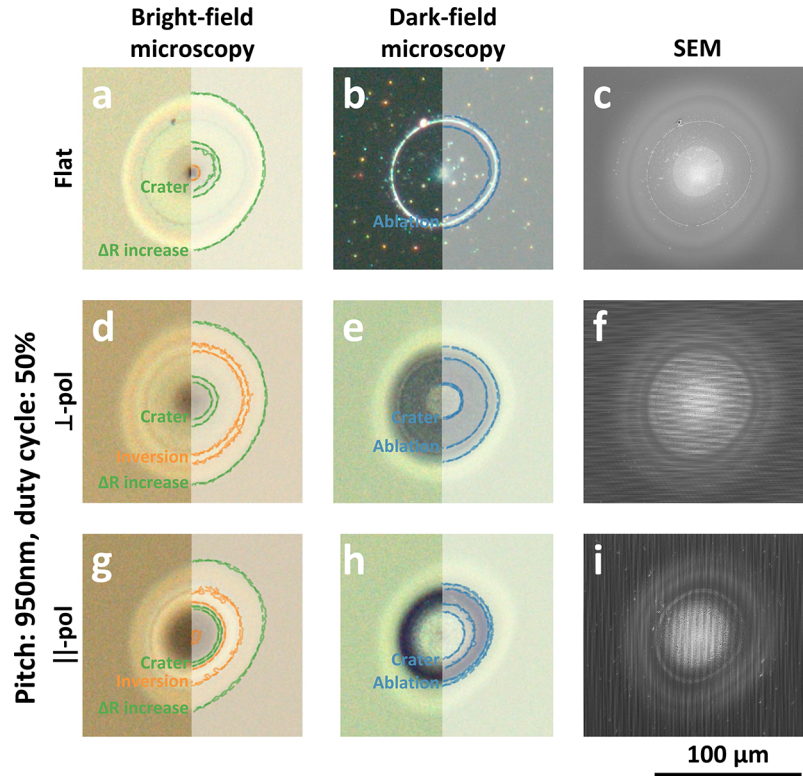 Bright-field
microscopy
Dark-field
microscopy
SEM
Flat
a
Crater
ΔR increase
b
Ablation
c
Pitch: 950nm, duty cycle: 50%
⊥-pol
d
Crater
Inversion
ΔR increase
e
Crater
Ablation
f
||-pol
g
Crater
Inversion
ΔR increase
h
Crater
Ablation
i
100 µm